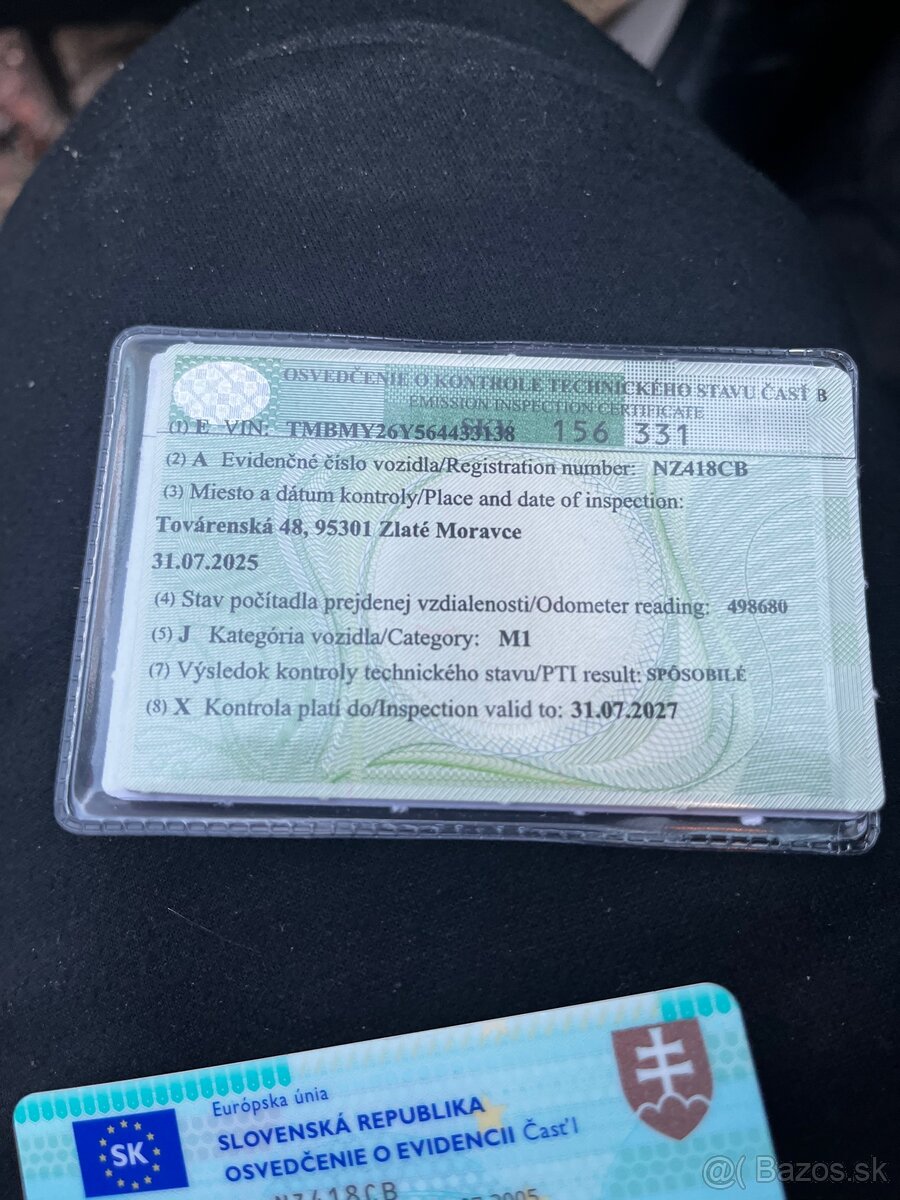 OSVEDČENIE O KONTROLE TECHNICKÉHO STAVU ČASŤ B
EMISSION INSPECTION CERTIFICATE
(1) E VIN: TMBMY26Y564433138 156 331
(2) A Evidenčné číslo vozidla/Registration number: NZ418CB
(3) Miesto a dátum kontroly/Place and date of inspection:
Továrenská 48, 95301 Zlaté Moravce
31.07.2025
(4) Stav počítadla prejdenej vzdialenosti/Odometer reading: 498680
(5) J Kategória vozidla/Category: M1
(7) Výsledok kontroly technického stavu/PTI result: SPÔSOBILÉ
(8) X Kontrola platí do/Inspection valid to: 31.07.2027
Európska únia
SK
SLOVENSKÁ REPUBLIKA
OSVEDČENIE O EVIDENCII Časť I
NZ418CB
2005
@( Bazos.sk